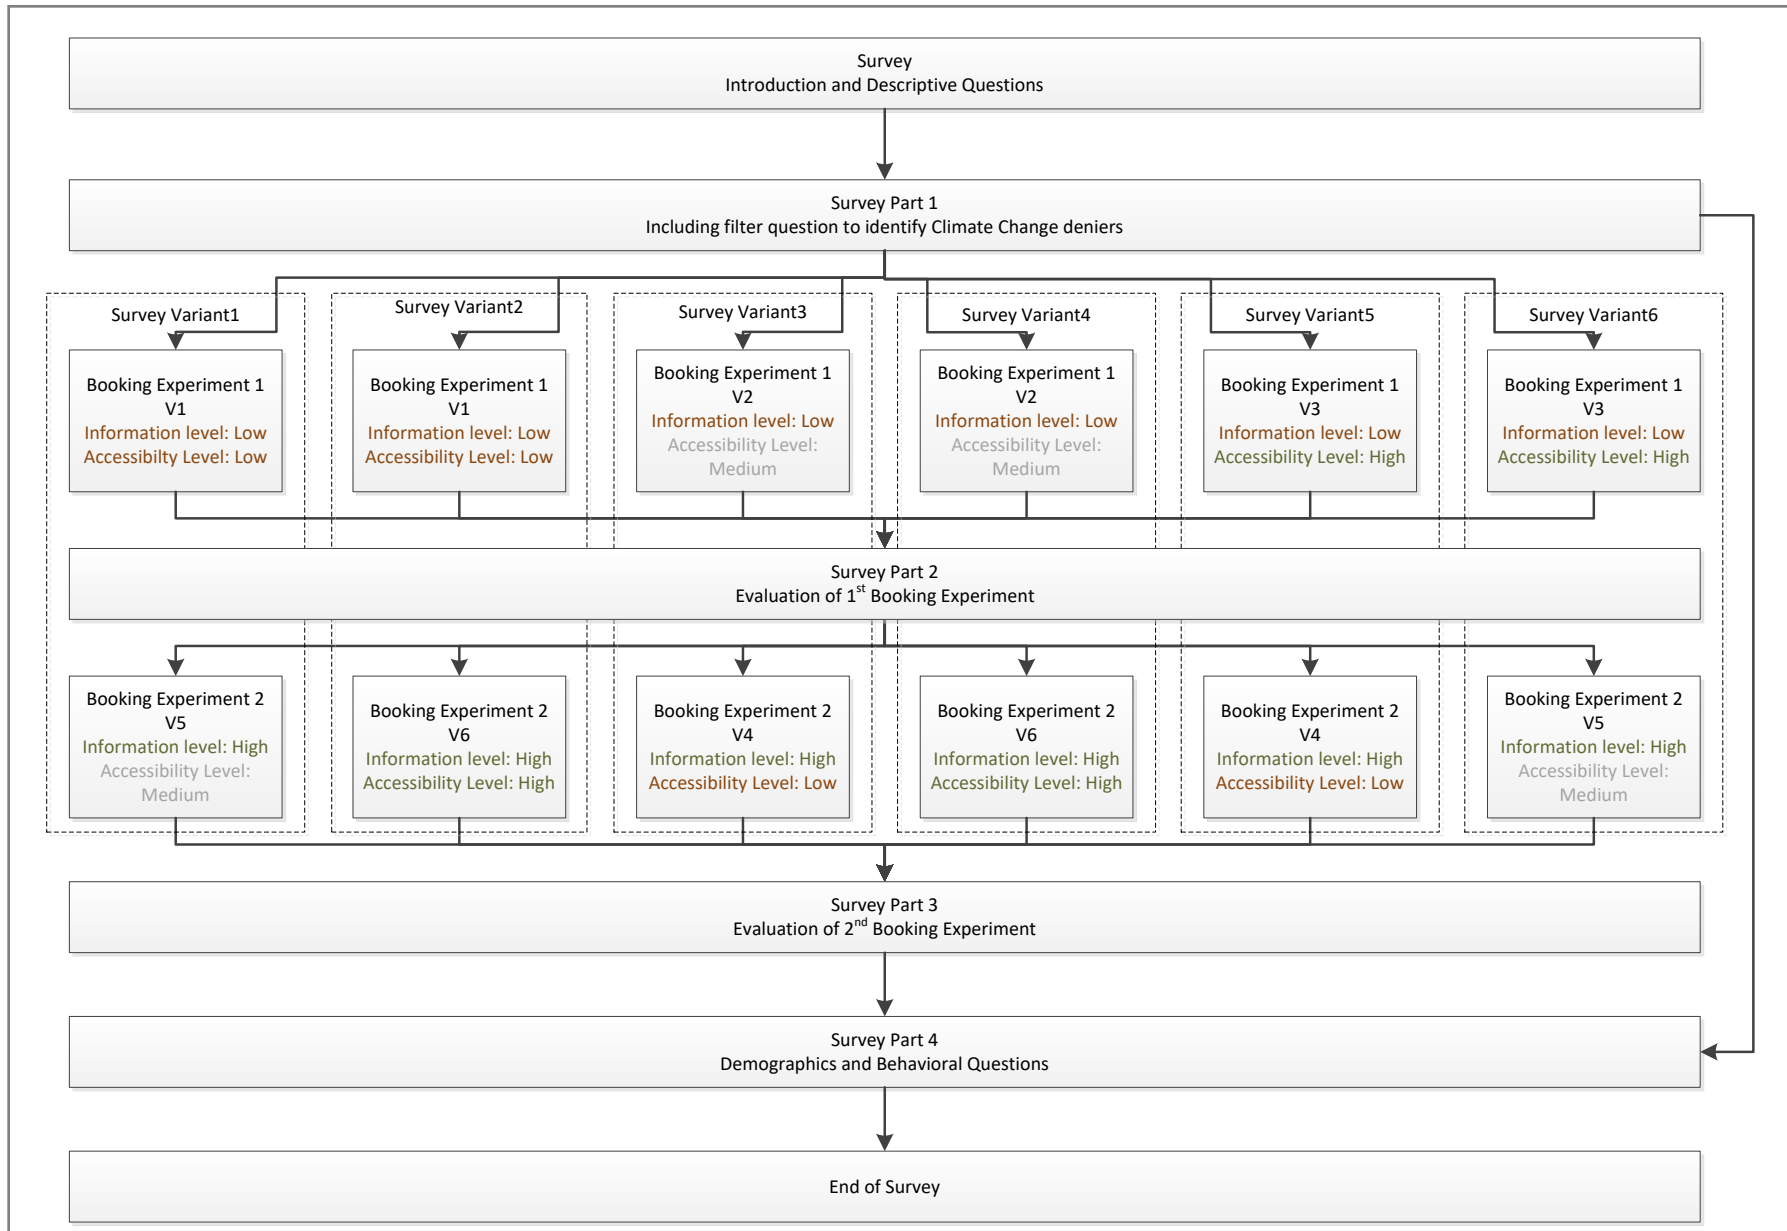 Survey
Introduction and Descriptive Questions
Survey Part 1
Including filter question to identify Climate Change deniers
Survey Variant1
Survey Variant2
Survey Variant3
Survey Variant4
Survey Variant5
Survey Variant6
Booking Experiment 1
V1
Information level: Low
Accessibilty Level: Low
Booking Experiment 1
V1
Information level: Low
Accessibilty Level: Low
Booking Experiment 1
V2
Information level: Low
Accessibility Level:
Medium
Booking Experiment 1
V2
Information level: Low
Accessibility Level:
Medium
Booking Experiment 1
V3
Information level: Low
Accessibility Level: High
Booking Experiment 1
V3
Information level: Low
Accessibility Level: High
Survey Part 2
Evaluation of 1st Booking Experiment
Booking Experiment 2
V5
Information level: High
Accessibility Level:
Medium
Booking Experiment 2
V6
Information level: High
Accessibility Level: High
Booking Experiment 2
V4
Information level: High
Accessibility Level: Low
Booking Experiment 2
V6
Information level: High
Accessibility Level: High
Booking Experiment 2
V4
Information level: High
Accessibility Level: Low
Booking Experiment 2
V5
Information level: High
Accessibility Level:
Medium
Survey Part 3
Evaluation of 2nd Booking Experiment
Survey Part 4
Demographics and Behavioral Questions
End of Survey